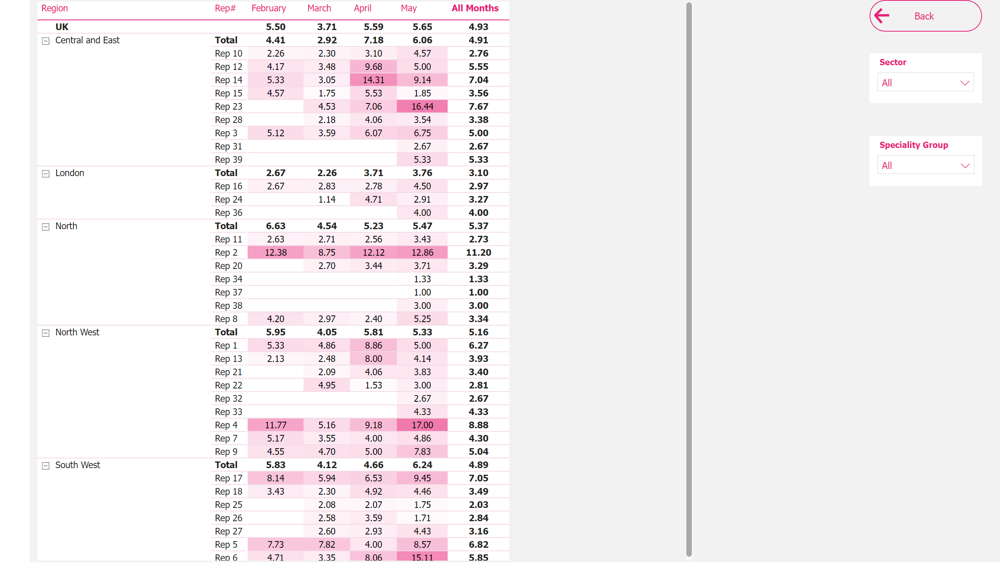 Region Rep# February March April May All Months
UK 5.50 3.71 5.59 5.65 4.93
Central and East Total 4.41 2.92 7.18 6.06 4.91
Rep 10 2.26 2.30 3.10 4.57 2.76
Rep 12 4.17 3.48 9.68 5.00 5.55
Rep 14 5.33 3.05 14.31 9.14 7.04
Rep 15 4.57 1.75 5.53 1.85 3.56
Rep 23 4.53 7.06 16.44 7.67
Rep 28 2.18 4.06 3.54 3.38
Rep 3 5.12 3.59 6.07 6.75 5.00
Rep 31 2.67 2.67
Rep 39 5.33 5.33
London Total 2.67 2.26 3.71 3.76 3.10
Rep 16 2.67 2.83 2.78 4.50 2.97
Rep 24 1.14 4.71 2.91 3.27
Rep 36 4.00 4.00
North Total 6.63 4.54 5.23 5.47 5.37
Rep 11 2.63 2.71 2.56 3.43 2.73
Rep 2 12.38 8.75 12.12 12.86 11.20
Rep 20 2.70 3.44 3.71 3.29
Rep 34 1.33 1.33
Rep 37 1.00 1.00
Rep 38 3.00 3.00
Rep 8 4.20 2.97 2.40 5.25 3.34
North West Total 5.95 4.05 5.81 5.33 5.16
Rep 1 5.33 4.86 8.86 5.00 6.27
Rep 13 2.13 2.48 8.00 4.14 3.93
Rep 21 2.09 4.06 3.83 3.40
Rep 22 4.95 1.53 3.00 2.81
Rep 32 2.67 2.67
Rep 33 4.33 4.33
Rep 4 11.77 5.16 9.18 17.00 8.88
Rep 7 5.17 3.55 4.00 4.86 4.30
Rep 9 4.55 4.70 5.00 7.83 5.04
South West Total 5.83 4.12 4.66 6.24 4.89
Rep 17 8.14 5.94 6.53 9.45 7.05
Rep 18 3.43 2.30 4.92 4.46 3.49
Rep 25 2.08 2.07 1.75 2.03
Rep 26 2.58 3.59 1.71 2.84
Rep 27 2.60 2.93 4.43 3.16
Rep 5 7.73 7.82 4.00 8.57 6.82
Rep 6 4.71 3.35 8.06 15.11 5.85
Back
Sector
All
Speciality Group
All